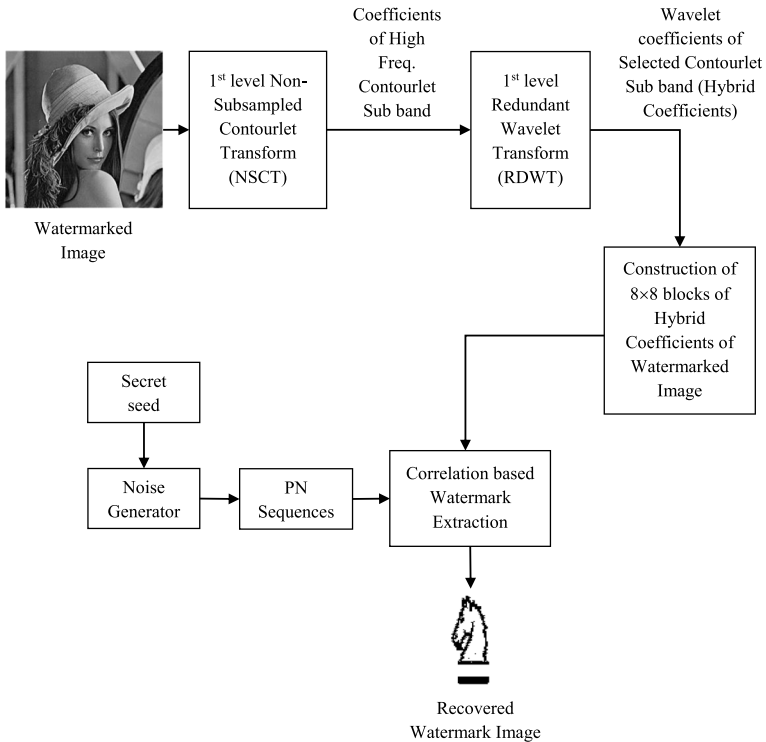 Coefficients
of High
Freq.
Contourlet
Sub band
Wavelet
coefficients of
Selected Contourlet
Sub band (Hybrid
Coefficients)
1st level Non-
Subsampled
Contourlet
Transform
(NSCT)
1st level
Redundant
Wavelet
Transform
(RDWT)
Watermarked
Image
Construction of
8×8 blocks of
Hybrid
Coefficients of
Watermarked
Image
Secret
seed
Noise
Generator
PN
Sequences
Correlation based
Watermark
Extraction
Recovered
Watermark Image